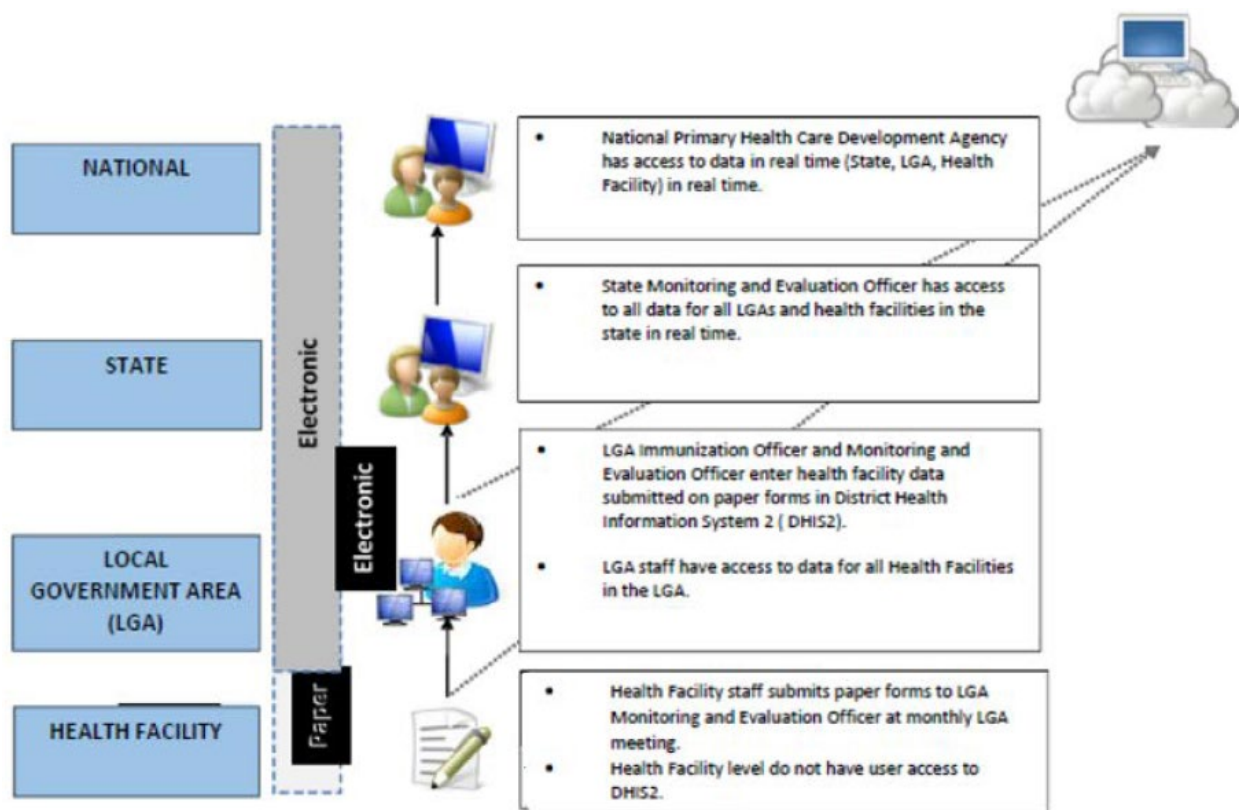 NATIONAL
• National Primary Health Care Development Agency
has access to data in real time (State, LGA, Health
Facility) in real time.
STATE
• State Monitoring and Evaluation Officer has access
to all data for all LGAs and health facilities in the
state in real time.
Electronic
Electronic
LOCAL
GOVERNMENT AREA
(LGA)
• LGA Immunization Officer and Monitoring and
Evaluation Officer enter health facility data
submitted on paper forms in District Health
Information System 2 ( DHIS2).
• LGA staff have access to data for all Health Facilities
in the LGA.
Paper
HEALTH FACILITY
• Health Facility staff submits paper forms to LGA
Monitoring and Evaluation Officer at monthly LGA
meeting.
• Health Facility level do not have user access to
DHIS2.